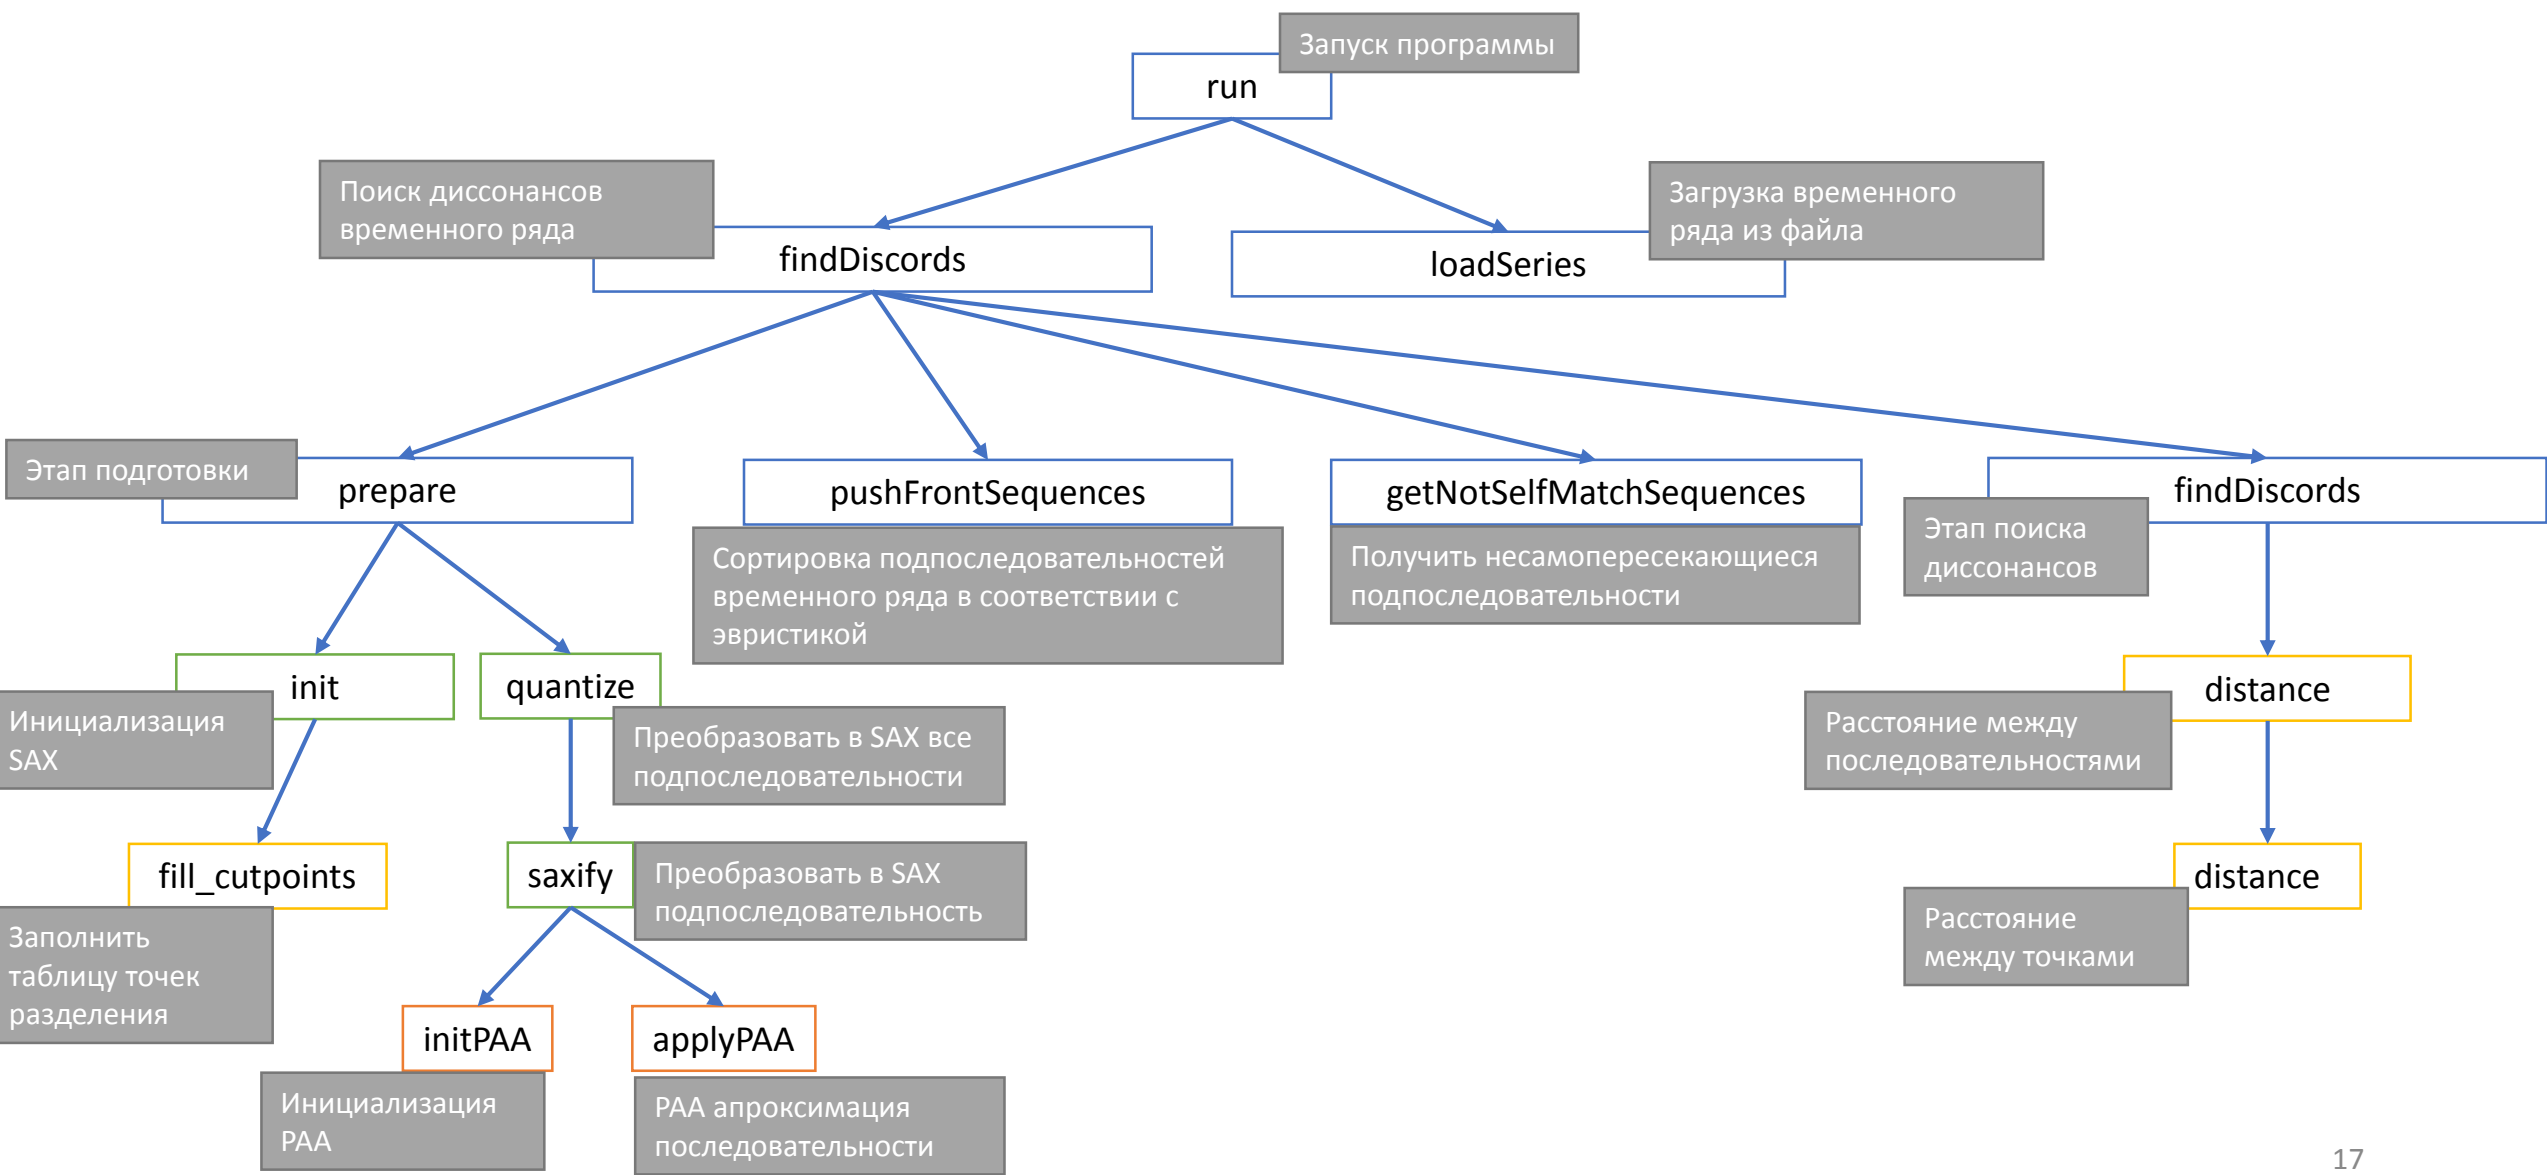 Запуск программы
run
Поиск диссонансов
временного ряда
findDiscords
Загрузка временного
ряда из файла
loadSeries
Этап подготовки
prepare
pushFrontSequences
Сортировка подпоследовательностей
временного ряда в соответствии с
эвристикой
getNotSelfMatchSequences
Получить несамопересекающиеся
подпоследовательности
findDiscords
Этап поиска
диссонансов
init
Инициализация
SAX
quantize
Преобразовать в SAX все
подпоследовательности
distance
Расстояние между
последовательностями
fill_cutpoints
Заполнить
таблицу точек
разделения
saxify
Преобразовать в SAX
подпоследовательность
distance
Расстояние
между точками
initPAA
Инициализация
PAA
applyPAA
PAA апроксимация
последовательности
17